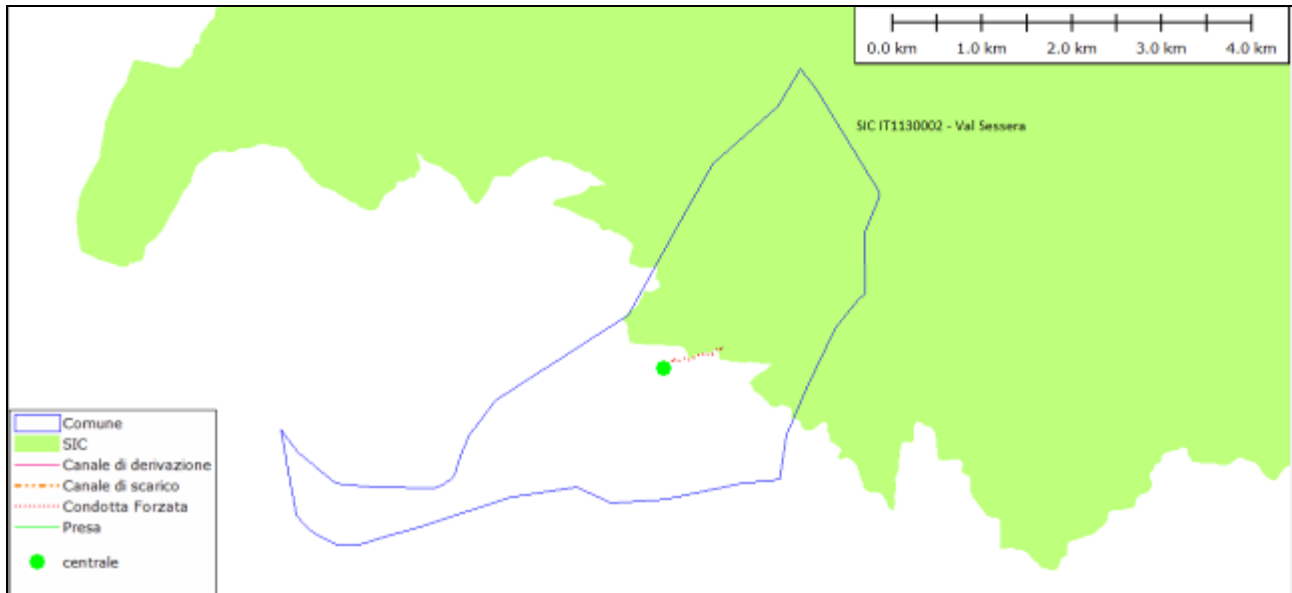 0.0 km 1.0 km 2.0 km 3.0 km 4.0 km
SIC IT1130002 - Val Sessera
Comune
SIC
Canale di derivazione
Canale di scarico
Condotta Forzata
Presa
centrale